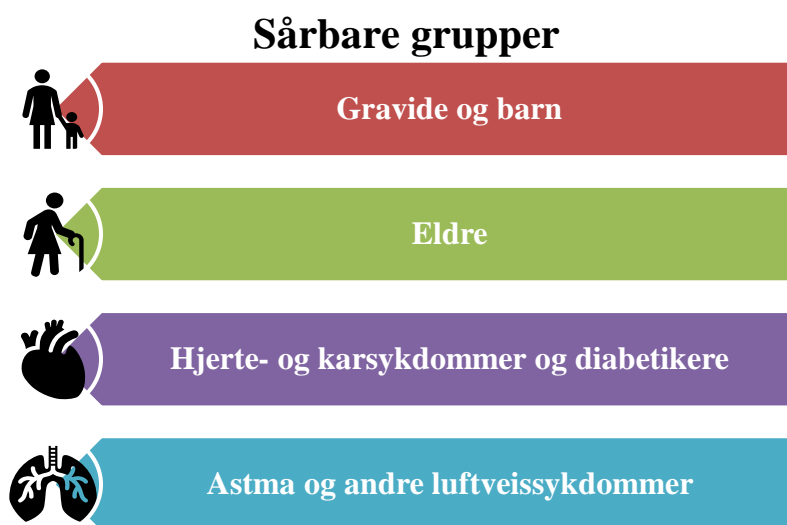 Sårbare grupper
Gravide og barn
Eldre
Hjerte- og karsykdommer og diabetikere
Astma og andre luftveissykdommer